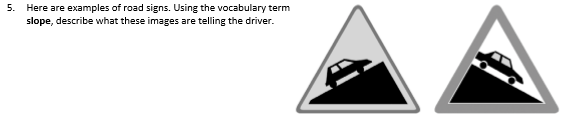 5. Here are examples of road signs. Using the vocabulary term
slope, describe what these images are telling the driver.